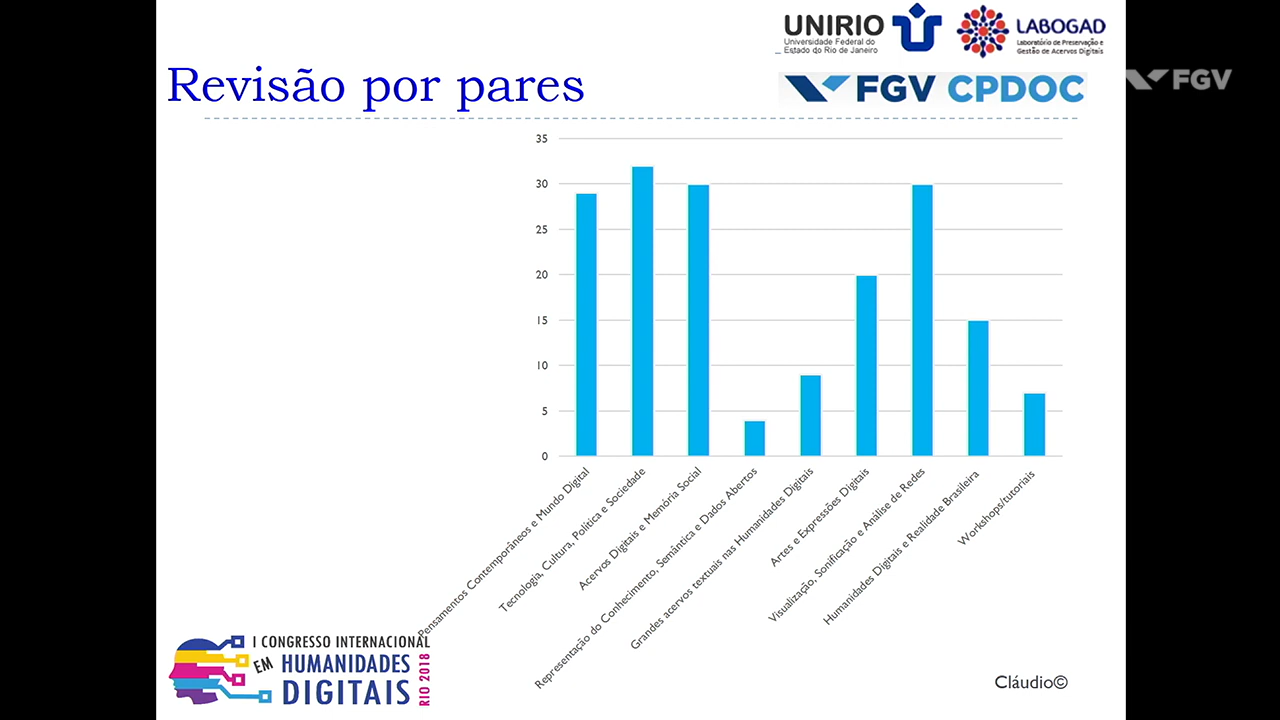 UNIRIO
Universidade Federal do
Estado do Rio de Janeiro
LABOGAD
Laboratório de Preservação e
Gestão de Acervos Digitais
Revisão por pares
FGV CPDOC
FGV
35
30
25
20
15
10
5
0
Pensamentos Contemporâneos e Mundo Digital
Tecnologia, Cultura, Política e Sociedade
Acervos Digitais e Memória Social
Representação do Conhecimento, Semântica e Dados Abertos
Grandes acervos textuais nas Humanidades Digitais
Artes e Expressões Digitais
Visualização, Sonificação e Análise de Redes
Humanidades Digitais e Realidade Brasileira
Workshops/tutoriais
I CONGRESSO INTERNACIONAL
EM HUMANIDADES
DIGITAIS
RIO 2018
Cláudio©